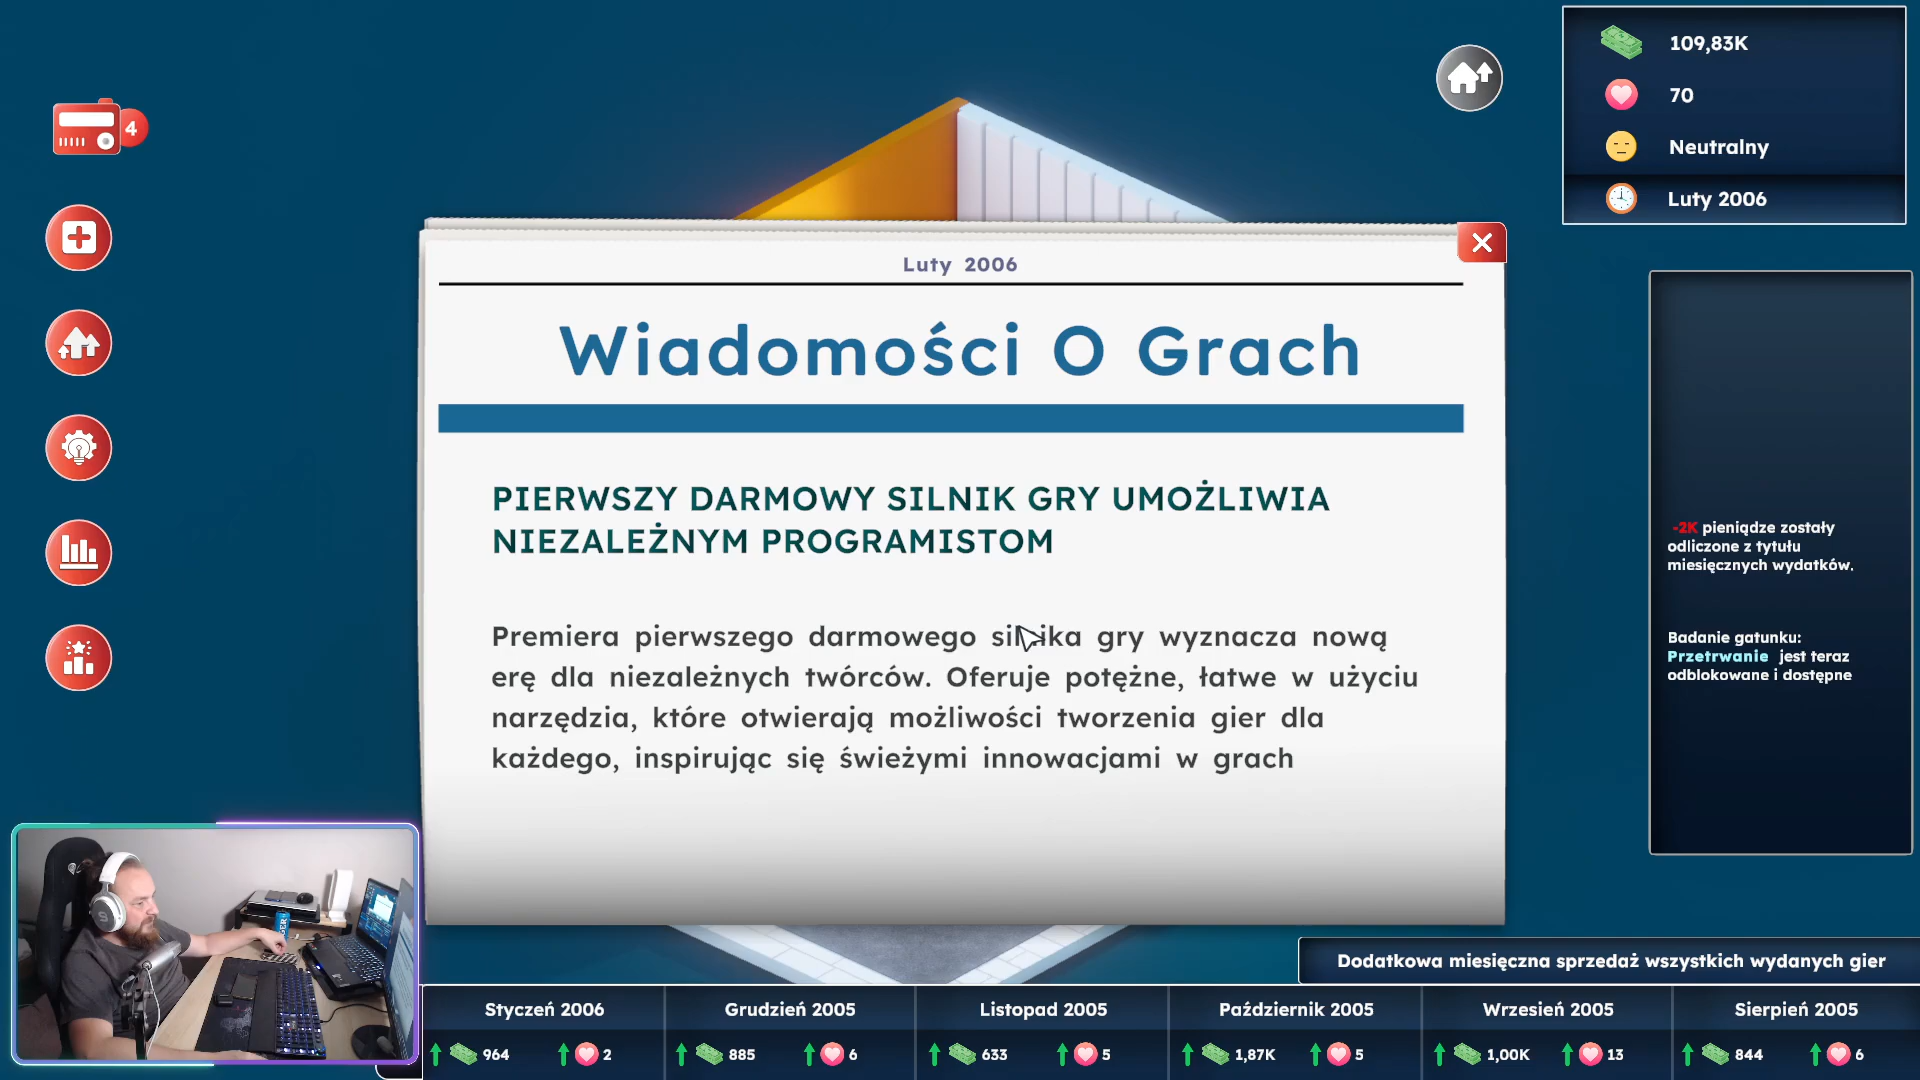 109,83K
70
Neutralny
Luty 2006
4
Luty 2006
Wiadomości O Grach
PIERWSZY DARMOWY SILNIK GRY UMOŻLIWIA
NIEZALEŻNYM PROGRAMISTOM
Premiera pierwszego darmowego silnika gry wyznacza nową
erę dla niezależnych twórców. Oferuje potężne, łatwe w użyciu
narzędzia, które otwierają możliwości tworzenia gier dla
każdego, inspirując się świeżymi innowacjami w grach
-2K pieniądze zostały
odliczone z tytułu
miesięcznych wydatków.
Badanie gatunku:
Przetrwanie jest teraz
odblokowane i dostępne
Dodatkowa miesięczna sprzedaż wszystkich wydanych gier
Styczeń 2006 Grudzień 2005 Listopad 2005 Październik 2005 Wrzesień 2005 Sierpień 2005
964 2 885 6 633 5 1,87K 5 1,00K 13 844 6